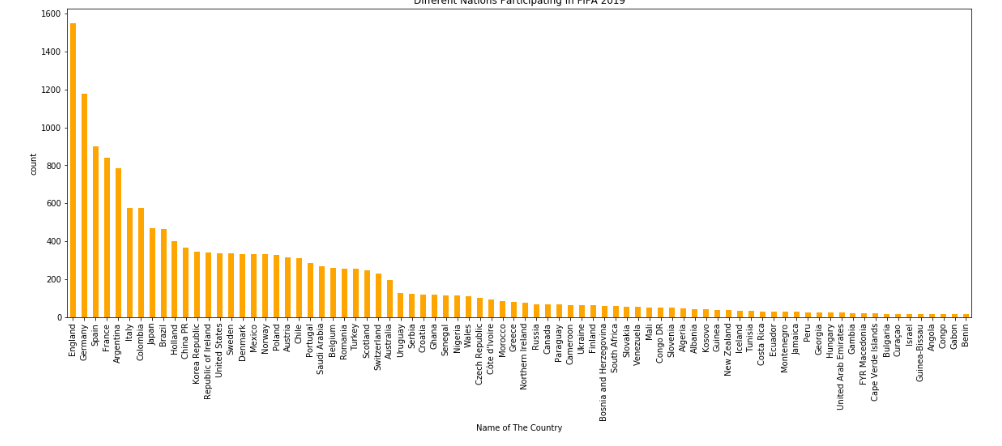 Different Nations Participating in FIFA 2019
1600
1400
1200
1000
800
600
400
200
0
count
England
Germany
Spain
France
Argentina
Italy
Colombia
Japan
Brazil
Holland
China PR
Korea Republic
Republic of Ireland
United States
Sweden
Denmark
Mexico
Norway
Poland
Austria
Chile
Portugal
Saudi Arabia
Belgium
Romania
Turkey
Scotland
Switzerland
Australia
Uruguay
Serbia
Croatia
Ghana
Senegal
Nigeria
Wales
Czech Republic
Côte d'Ivoire
Morocco
Greece
Northern Ireland
Russia
Canada
Paraguay
Cameroon
Ukraine
Finland
Bosnia and Herzegovina
South Africa
Slovakia
Venezuela
Mali
Congo DR
Slovenia
Algeria
Albania
Kosovo
Guinea
New Zealand
Iceland
Tunisia
Costa Rica
Ecuador
Montenegro
Jamaica
Peru
Georgia
Hungary
United Arab Emirates
Gambia
FYR Macedonia
Cape Verde Islands
Bulgaria
Curaçao
Israel
Guinea-Bissau
Angola
Congo
Gabon
Benin
Name of The Country